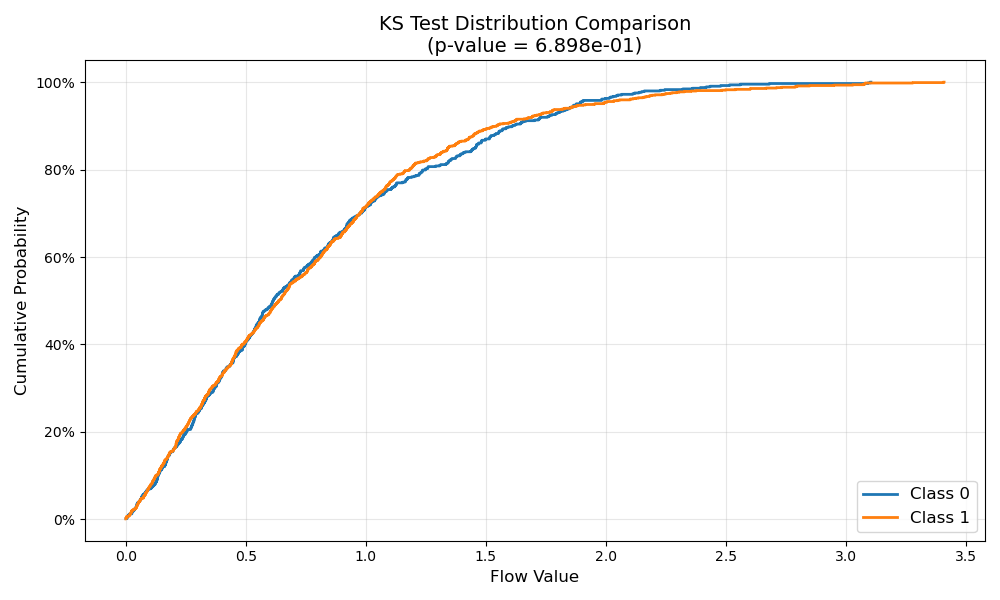 KS Test Distribution Comparison
(p-value = 6.898e-01)
Cumulative Probability
100%
80%
60%
40%
20%
0%
0.0 0.5 1.0 1.5 2.0 2.5 3.0 3.5
Flow Value
Class 0
Class 1